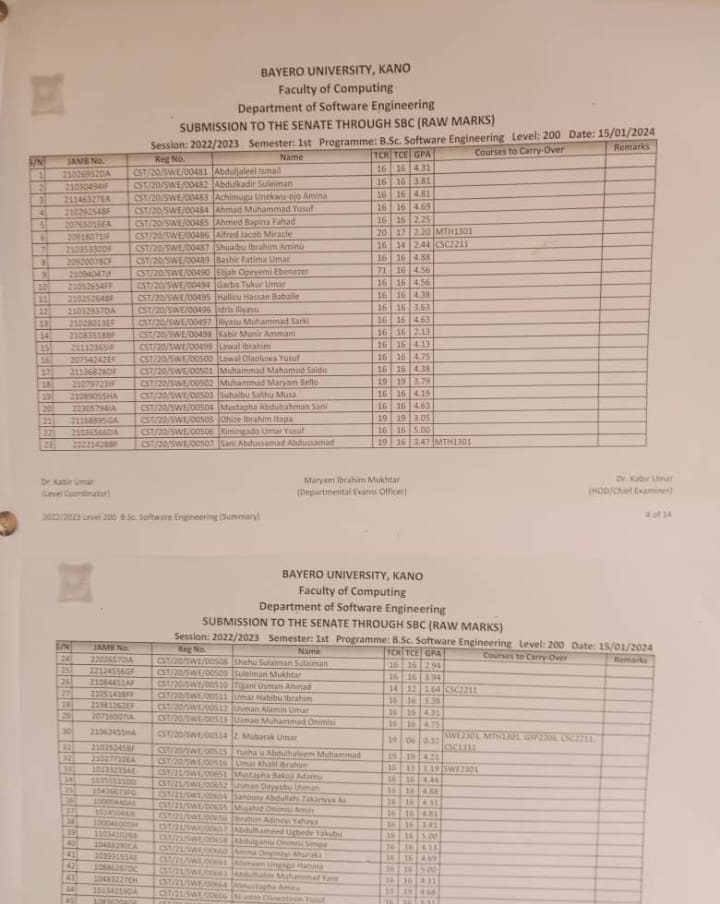 BAYERO UNIVERSITY, KANO
Faculty of Computing
Department of Software Engineering
SUBMISSION TO THE SENATE THROUGH SBC (RAW MARKS)
Session: 2022/2023 Semester: 1st Programme: B.Sc. Software Engineering Level: 200 Date: 15/01/2024
S/N JAMB No. Reg No. Name TCR TCE GPA Courses to Carry-Over Remarks
1 21026952DA CST/20/SWE/00481 Abduljaleel Ismail 16 16 4.31
2 21030494IF CST/20/SWE/00482 Abdulkadir Suleiman 16 16 3.81
3 21146327EA CST/20/SWE/00483 Achimugu Unekwu-ojo Amina 16 16 4.81
4 21029254BF CST/20/SWE/00484 Ahmad Muhammad Yusuf 16 16 4.69
5 20765016EA CST/20/SWE/00485 Ahmed Bapina Fahad 16 16 2.25
6 20918071IF CST/20/SWE/00486 Alfred Jacob Miracle 20 17 2.20 MTH1301
7 21035330DF CST/20/SWE/00487 Shuaibu Ibrahim Aminu 16 14 2.44 CSC2211
8 20920078CF CST/20/SWE/00489 Bashir Fatima Umar 16 16 4.88
9 21094047IF CST/20/SWE/00490 Elijah Opeyemi Ebenezer 71 16 4.56
10 21052654FF CST/20/SWE/00494 Garba Tukur Umar 16 16 4.56
11 21025264BF CST/20/SWE/00495 Halliru Hassan Baballe 16 16 4.38
12 21032937DA CST/20/SWE/00496 Idris Iliyasu 16 16 3.63
13 21028013EF CST/20/SWE/00497 Iliyasu Muhammad Sarki 16 16 4.63
14 21083518BF CST/20/SWE/00498 Kabir Munir Ammani 16 16 2.13
15 21112365IF CST/20/SWE/00499 Lawal Ibrahim 16 16 4.13
16 20754242EF CST/20/SWE/00500 Lawal Olaoluwa Yusuf 16 16 4.75
17 21136828DF CST/20/SWE/00501 Muhammad Mahamud Saidu 16 16 4.38
18 21079723IF CST/20/SWE/00502 Muhammad Maryam Bello 19 19 3.79
19 21089055HA CST/20/SWE/00503 Suhaibu Salihu Musa 16 16 4.19
20 22305794IA CST/20/SWE/00504 Mustapha Abdulrahman Sani 16 16 4.63
21 21168895GA CST/20/SWE/00505 Ohize Ibrahim Itopa 19 19 3.05
22 CST/20/SWE/00506 Rimingado Umar Yusuf 16 16 5.00
23 22221428BF CST/20/SWE/00507 Sani Abdussamad Abdussamad 19 16 3.47 MTH1301
Dr. Kabir Umar Maryam Ibrahim Mukhtar Dr. Kabir Umar
(Level Coordinator) (Departmental Exams Officer) (HOD/Chief Examiner)
2022/2023 Level 200 B.Sc. Software Engineering (Summary) 4 of 14
BAYERO UNIVERSITY, KANO
Faculty of Computing
Department of Software Engineering
SUBMISSION TO THE SENATE THROUGH SBC (RAW MARKS)
Session: 2022/2023 Semester: 1st Programme: B.Sc. Software Engineering Level: 200 Date: 15/01/2024
S/N JAMB No. Reg No. Name TCR TCE GPA Courses to Carry-Over Remarks
24 22026570IA CST/20/SWE/00508 Shehu Sulaiman Sulaiman 16 16 2.94
25 22124556GF CST/20/SWE/00509 Suleiman Mukhtar 16 16 3.94
26 21084451AF CST/20/SWE/00510 Tijjani Usman Ahmad 14 12 1.64 CSC2211
27 21051438FF CST/20/SWE/00511 Umar Habibu Ibrahim 16 16 3.38
28 21981262EF CST/20/SWE/00512 Usman Alamin Umar 16 16 4.31
29 20716007IA CST/20/SWE/00513 Usman Muhammad Onimisi 16 16 4.75
30 21062455HA CST/20/SWE/00514 Z. Mubarak Umar 19 06 0.32 SWE2301, MTH1301, GSP2206, CSC2211,
CSC1311
31 21025245BF CST/20/SWE/00515 Yusha'u Abdulhaleem Muhammad 19 19 4.21
32 21027710EA CST/20/SWE/00516 Umar Khalil Ibrahim 16 13 1.19 SWE2301
33 10133233AE CST/21/SWE/00651 Mustapha Bakoji Adamu 16 16 4.44
34 CST/21/SWE/00652 Usman Dayyabu Usman 16 16 4.88
35 CST/21/SWE/00654 Sanoosy Abdullahi Zakariyya As 16 16 4.31
36 CST/21/SWE/00655 Mujahid Onimisi Amin 16 16 4.81
37 CST/21/SWE/00656 Ibrahim Adinoyi Yahaya 16 16 3.81
38 CST/21/SWE/00657 Abdulhameed Ugbede Yakubu 16 16 5.00
39 CST/21/SWE/00658 Abdulganiu Onimisi Simpa 16 16 4.13
40 10488280CA CST/21/SWE/00660 Amina Onyinoyi Ahuraka 16 16 4.69
41 10393193AE CST/21/SWE/00661 Haruna 16 16 5.00
42 10886267DC CST/21/SWE/00663 Abdulhalim Muhammad Yaro 16 16 4.31
43 10483227EH CST/21/SWE/00664 Almustapha Aminu 19 19 4.68
44 10134159DA CST/21/SWE/00666
45